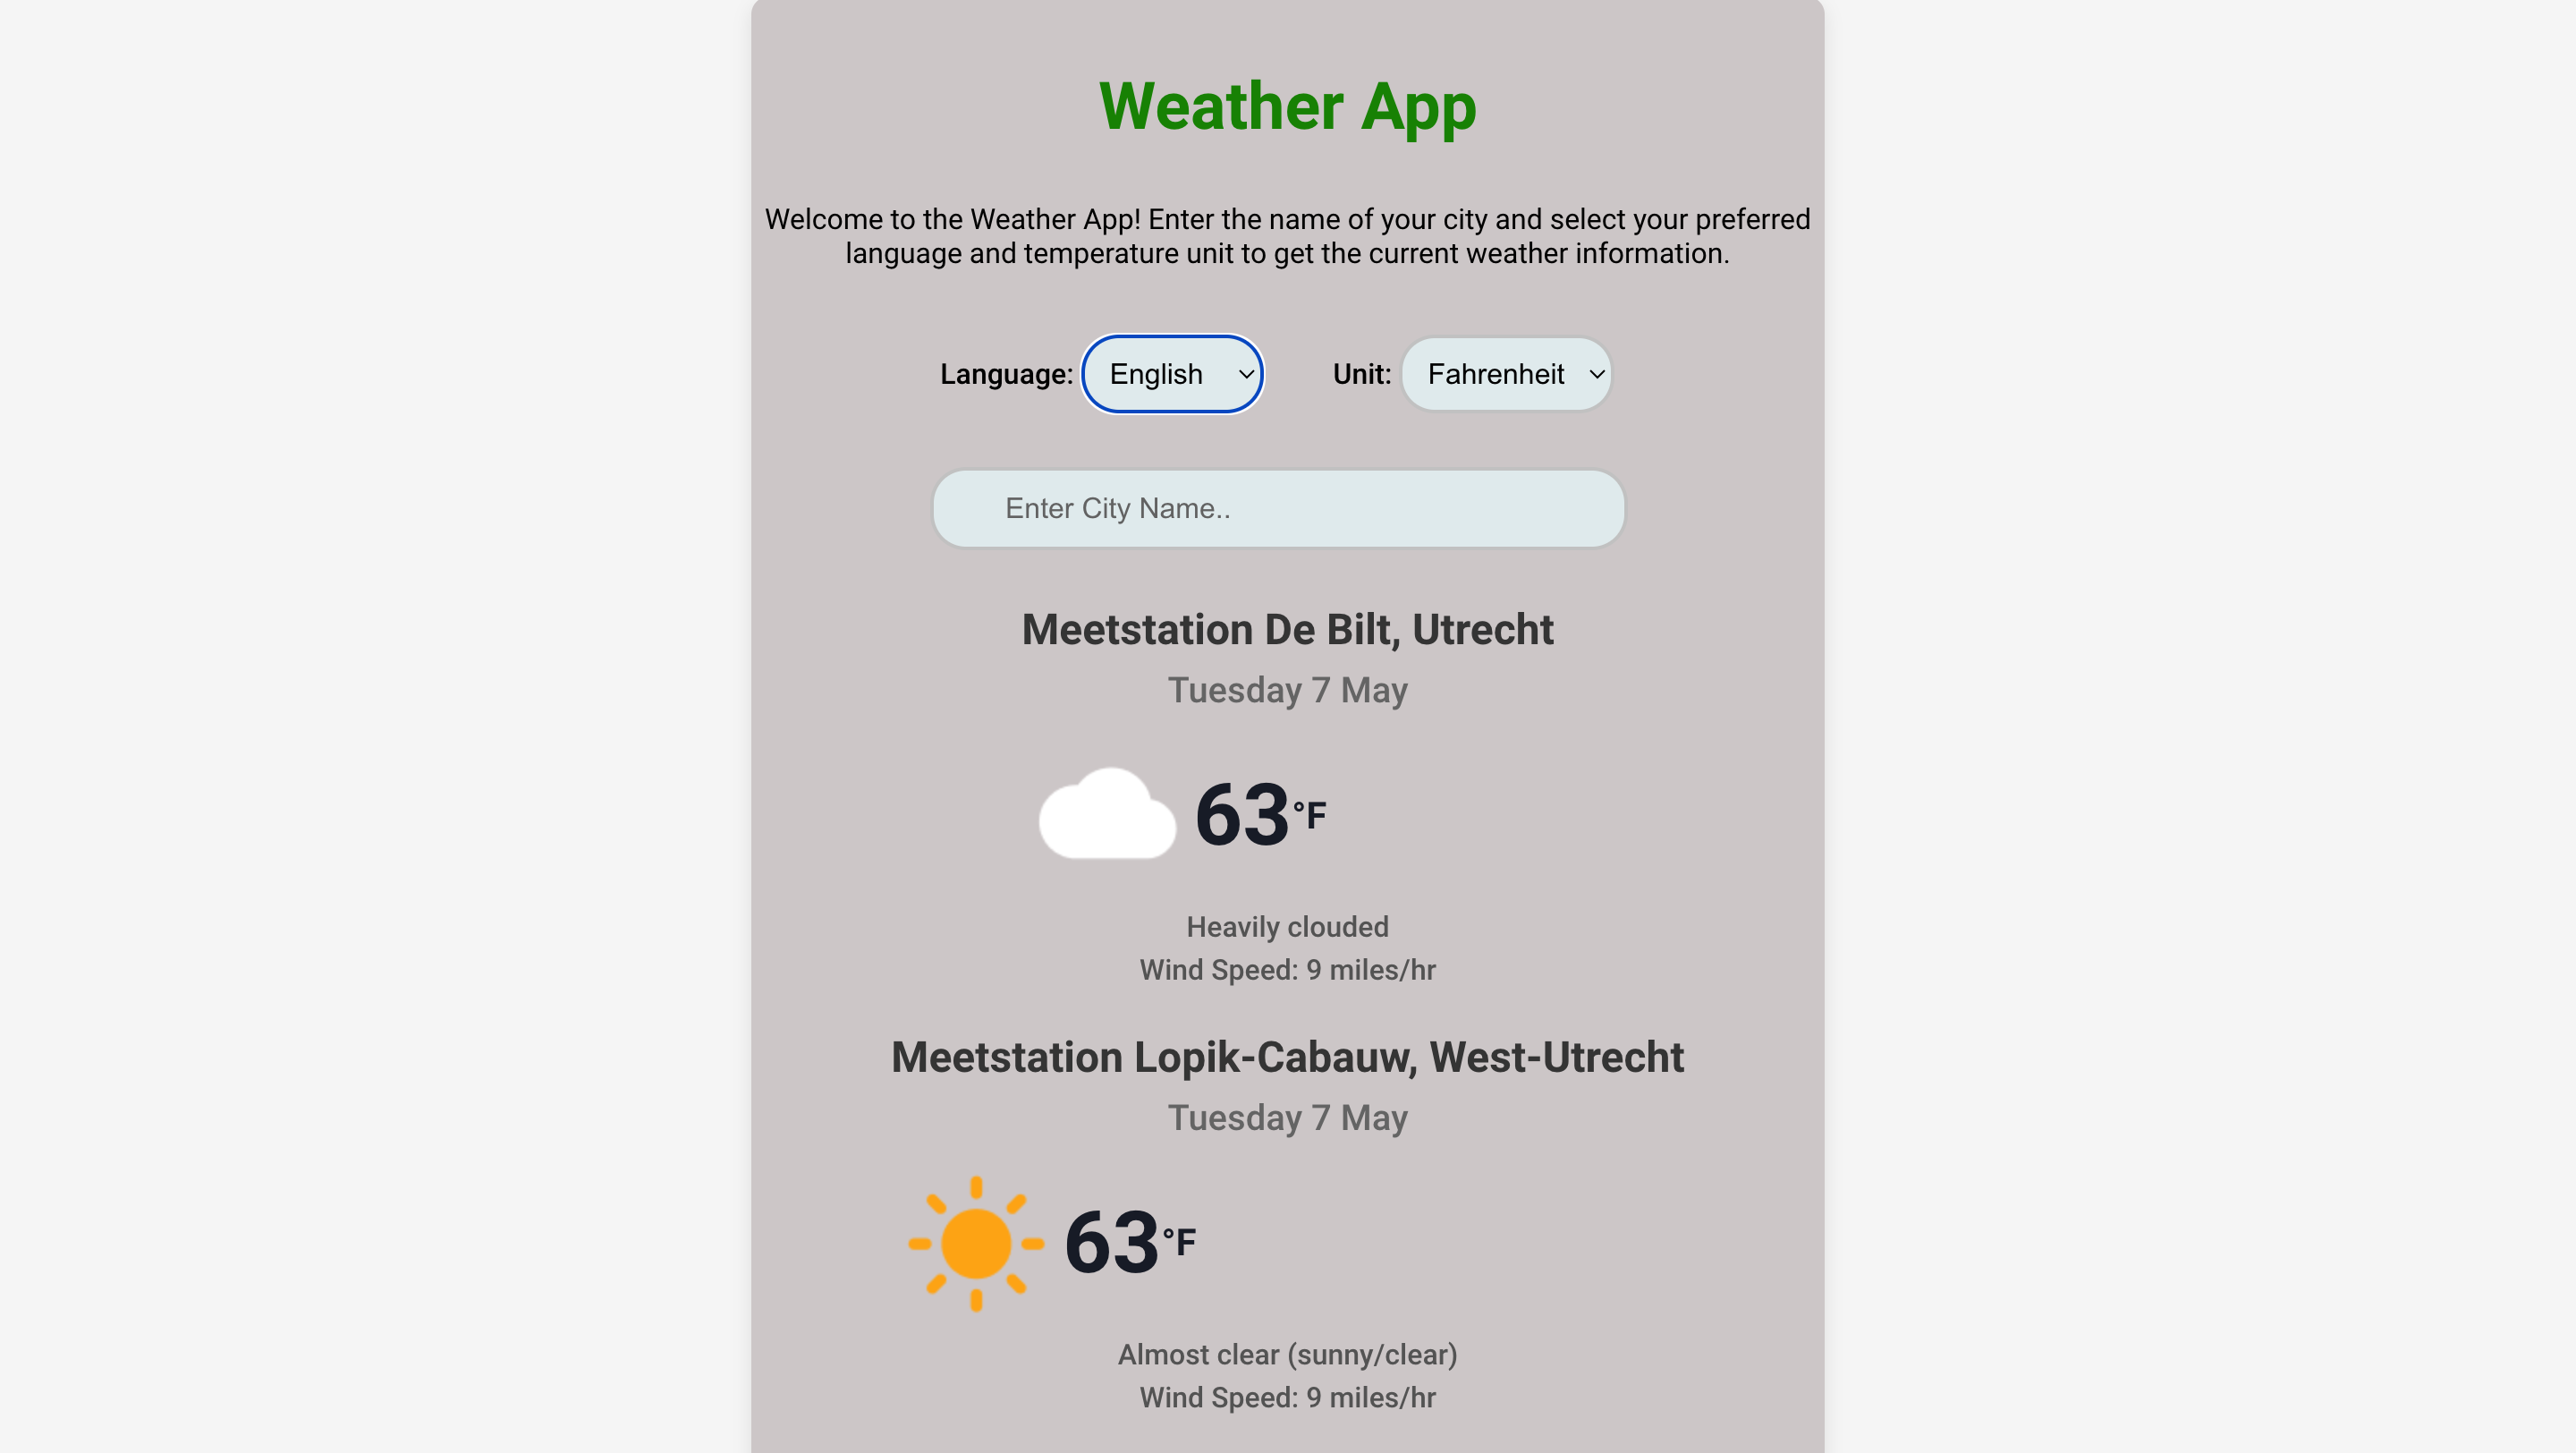 Weather App
Welcome to the Weather App! Enter the name of your city and select your preferred
language and temperature unit to get the current weather information.
Language: English Unit: Fahrenheit
Enter City Name..
Meetstation De Bilt, Utrecht
Tuesday 7 May
63°F
Heavily clouded
Wind Speed: 9 miles/hr
Meetstation Lopik-Cabauw, West-Utrecht
Tuesday 7 May
63°F
Almost clear (sunny/clear)
Wind Speed: 9 miles/hr